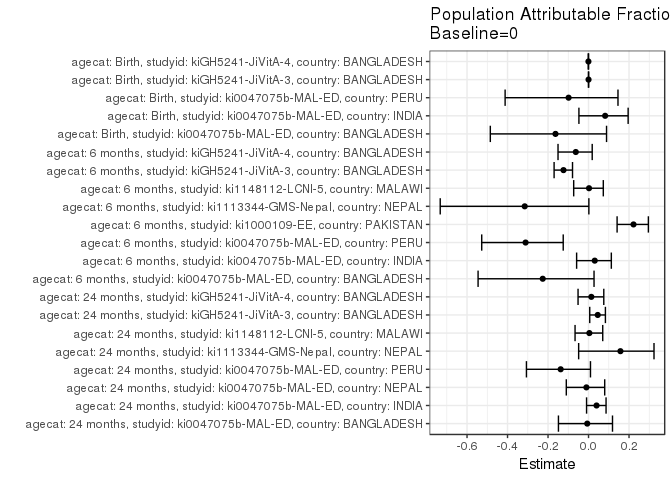 Population Attributable Fractio
Baseline=0
agecat: Birth, studyid: kiGH5241-JiVitA-4, country: BANGLADESH
agecat: Birth, studyid: kiGH5241-JiVitA-3, country: BANGLADESH
agecat: Birth, studyid: ki0047075b-MAL-ED, country: PERU
agecat: Birth, studyid: ki0047075b-MAL-ED, country: INDIA
agecat: Birth, studyid: ki0047075b-MAL-ED, country: BANGLADESH
agecat: 6 months, studyid: kiGH5241-JiVitA-4, country: BANGLADESH
agecat: 6 months, studyid: kiGH5241-JiVitA-3, country: BANGLADESH
agecat: 6 months, studyid: ki1148112-LCNI-5, country: MALAWI
agecat: 6 months, studyid: ki1113344-GMS-Nepal, country: NEPAL
agecat: 6 months, studyid: ki1000109-EE, country: PAKISTAN
agecat: 6 months, studyid: ki0047075b-MAL-ED, country: PERU
agecat: 6 months, studyid: ki0047075b-MAL-ED, country: INDIA
agecat: 6 months, studyid: ki0047075b-MAL-ED, country: BANGLADESH
agecat: 24 months, studyid: kiGH5241-JiVitA-4, country: BANGLADESH
agecat: 24 months, studyid: kiGH5241-JiVitA-3, country: BANGLADESH
agecat: 24 months, studyid: ki1148112-LCNI-5, country: MALAWI
agecat: 24 months, studyid: ki1113344-GMS-Nepal, country: NEPAL
agecat: 24 months, studyid: ki0047075b-MAL-ED, country: PERU
agecat: 24 months, studyid: ki0047075b-MAL-ED, country: NEPAL
agecat: 24 months, studyid: ki0047075b-MAL-ED, country: INDIA
agecat: 24 months, studyid: ki0047075b-MAL-ED, country: BANGLADESH
-0.6 -0.4 -0.2 0.0 0.2
Estimate